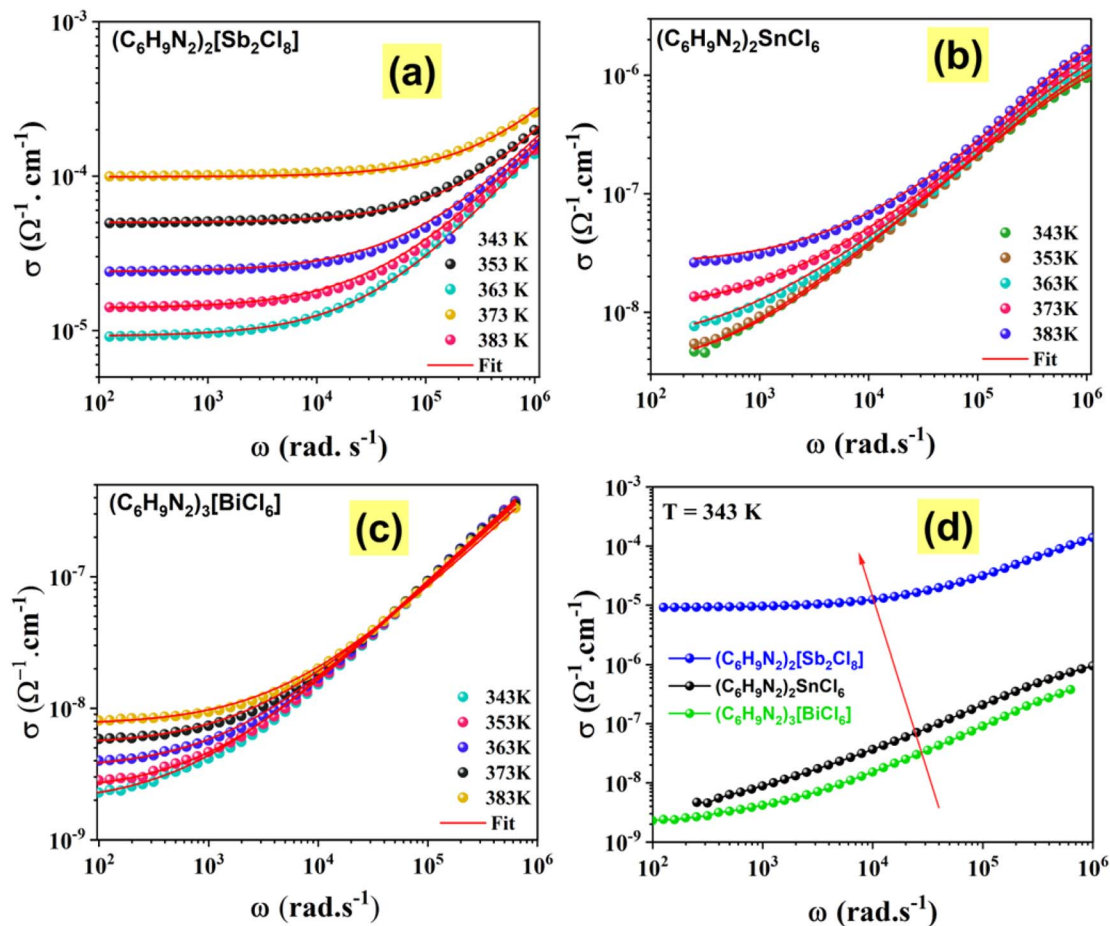 (C₆H₉N₂)₂[Sb₂Cl₈]
(a)
σ (Ω⁻¹. cm⁻¹)
10⁻³
10⁻⁴
10⁻⁵
343 K
353 K
363 K
373 K
383 K
Fit
10² 10³ 10⁴ 10⁵ 10⁶
ω (rad. s⁻¹)
(C₆H₉N₂)₂SnCl₆
(b)
σ (Ω⁻¹.cm⁻¹)
10⁻⁶
10⁻⁷
10⁻⁸
343K
353K
363K
373K
383K
Fit
10² 10³ 10⁴ 10⁵ 10⁶
ω (rad.s⁻¹)
(C₆H₉N₂)₃[BiCl₆]
(c)
σ (Ω⁻¹.cm⁻¹)
10⁻⁷
10⁻⁸
10⁻⁹
343K
353K
363K
373K
383K
Fit
10² 10³ 10⁴ 10⁵ 10⁶
ω (rad.s⁻¹)
T = 343 K
(d)
σ (Ω⁻¹.cm⁻¹)
10⁻³
10⁻⁴
10⁻⁵
10⁻⁶
10⁻⁷
10⁻⁸
10⁻⁹
(C₆H₉N₂)₂[Sb₂Cl₈]
(C₆H₉N₂)₂SnCl₆
(C₆H₉N₂)₃[BiCl₆]
10² 10³ 10⁴ 10⁵ 10⁶
ω (rad.s⁻¹)